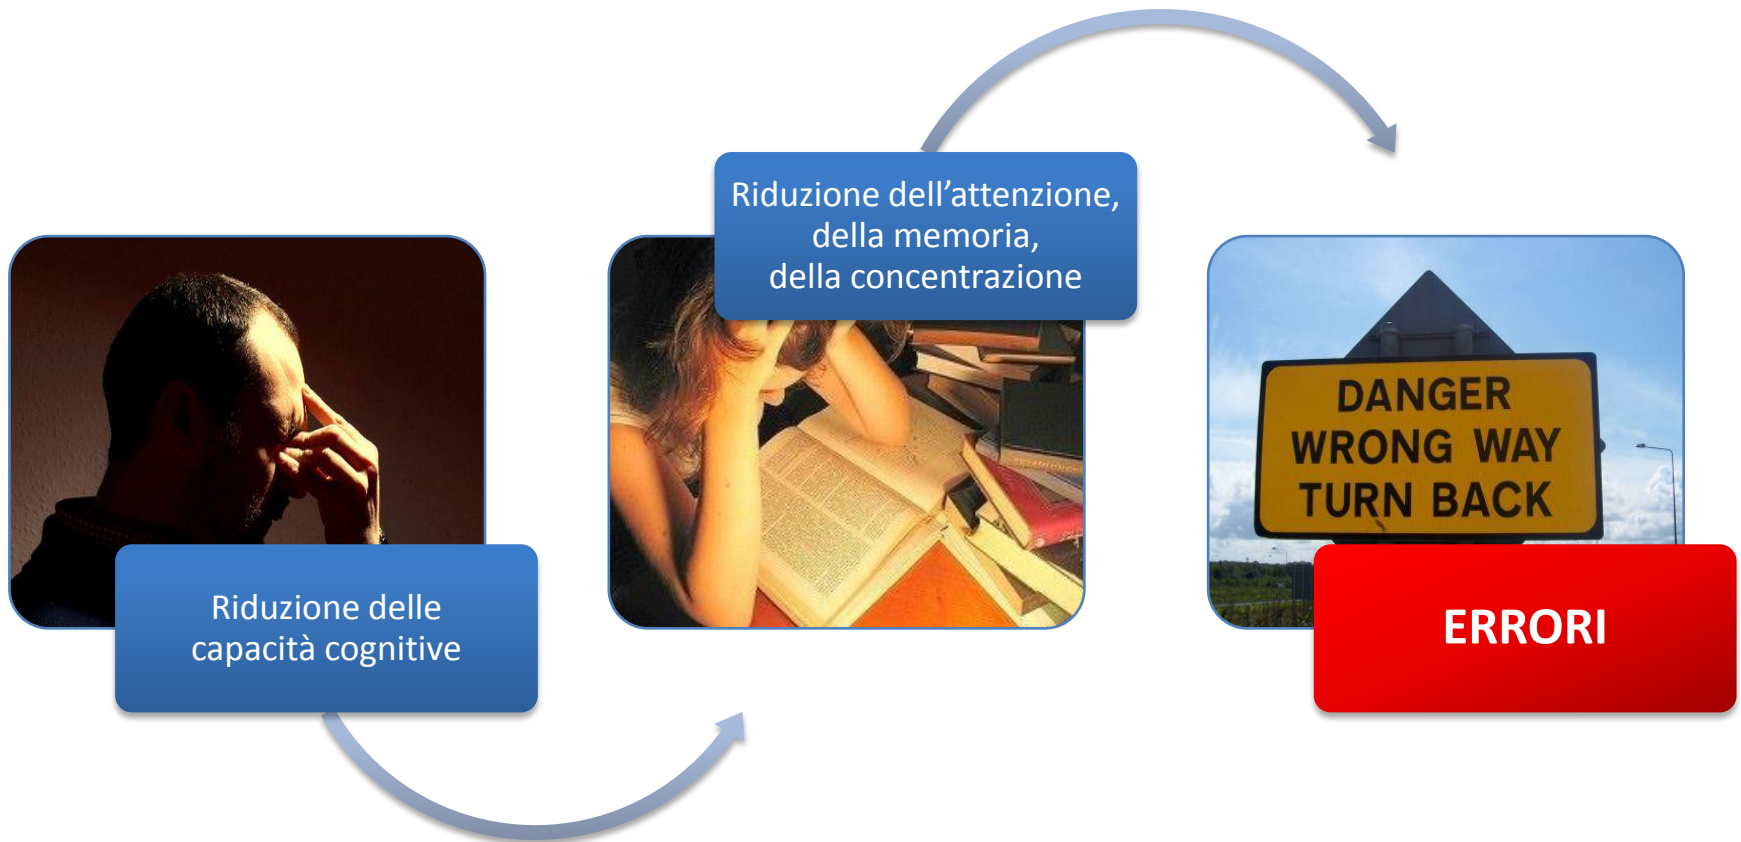 Riduzione delle
capacità cognitive
Riduzione dell’attenzione,
della memoria,
della concentrazione
DANGER
WRONG WAY
TURN BACK
ERRORI